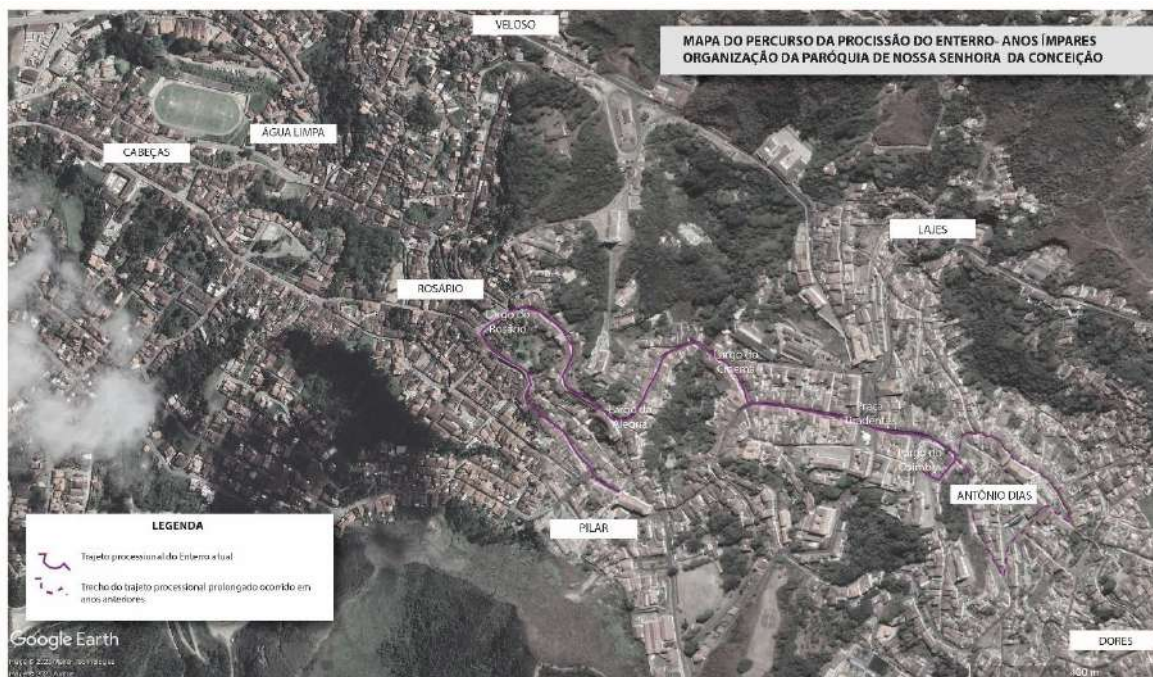 VELOSO
MAPA DO PERCURSO DA PROCISSÃO DO ENTERRO- ANOS ÍMPARES
ORGANIZAÇÃO DA PARÓQUIA DE NOSSA SENHORA DA CONCEIÇÃO
ÁGUA LIMPA
CABEÇAS
LAJES
ROSÁRIO
Largo do
Rosário
Largo do
Cinema
Largo da
Alegria
Praça
Tiradentes
Largo do
Coimbra
ANTÔNIO DIAS
PILAR
LEGENDA
Trajeto processional do Enterro atual
Trecho do trajeto processional prolongado ocorrido em
anos anteriores
Google Earth
DORES